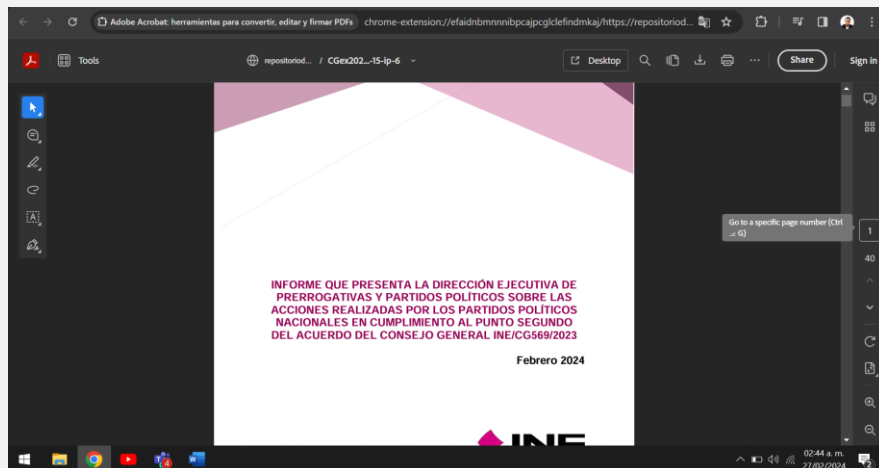 Adobe Acrobat: herramientas para convertir, editar y firmar PDFs chrome-extension://efaidnbmnnnibpcajpcglclefindmkaj/https://repositoriod...
Tools
repositoriod... / CGex202...-15-ip-6
Desktop
Share
Sign in
Go to a specific page number (Ctrl
G)
1
40
INFORME QUE PRESENTA LA DIRECCIÓN EJECUTIVA DE
PRERROGATIVAS Y PARTIDOS POLÍTICOS SOBRE LAS
ACCIONES REALIZADAS POR LOS PARTIDOS POLÍTICOS
NACIONALES EN CUMPLIMIENTO AL PUNTO SEGUNDO
DEL ACUERDO DEL CONSEJO GENERAL INE/CG569/2023
Febrero 2024
INE
02:44 a. m.
27/02/2024